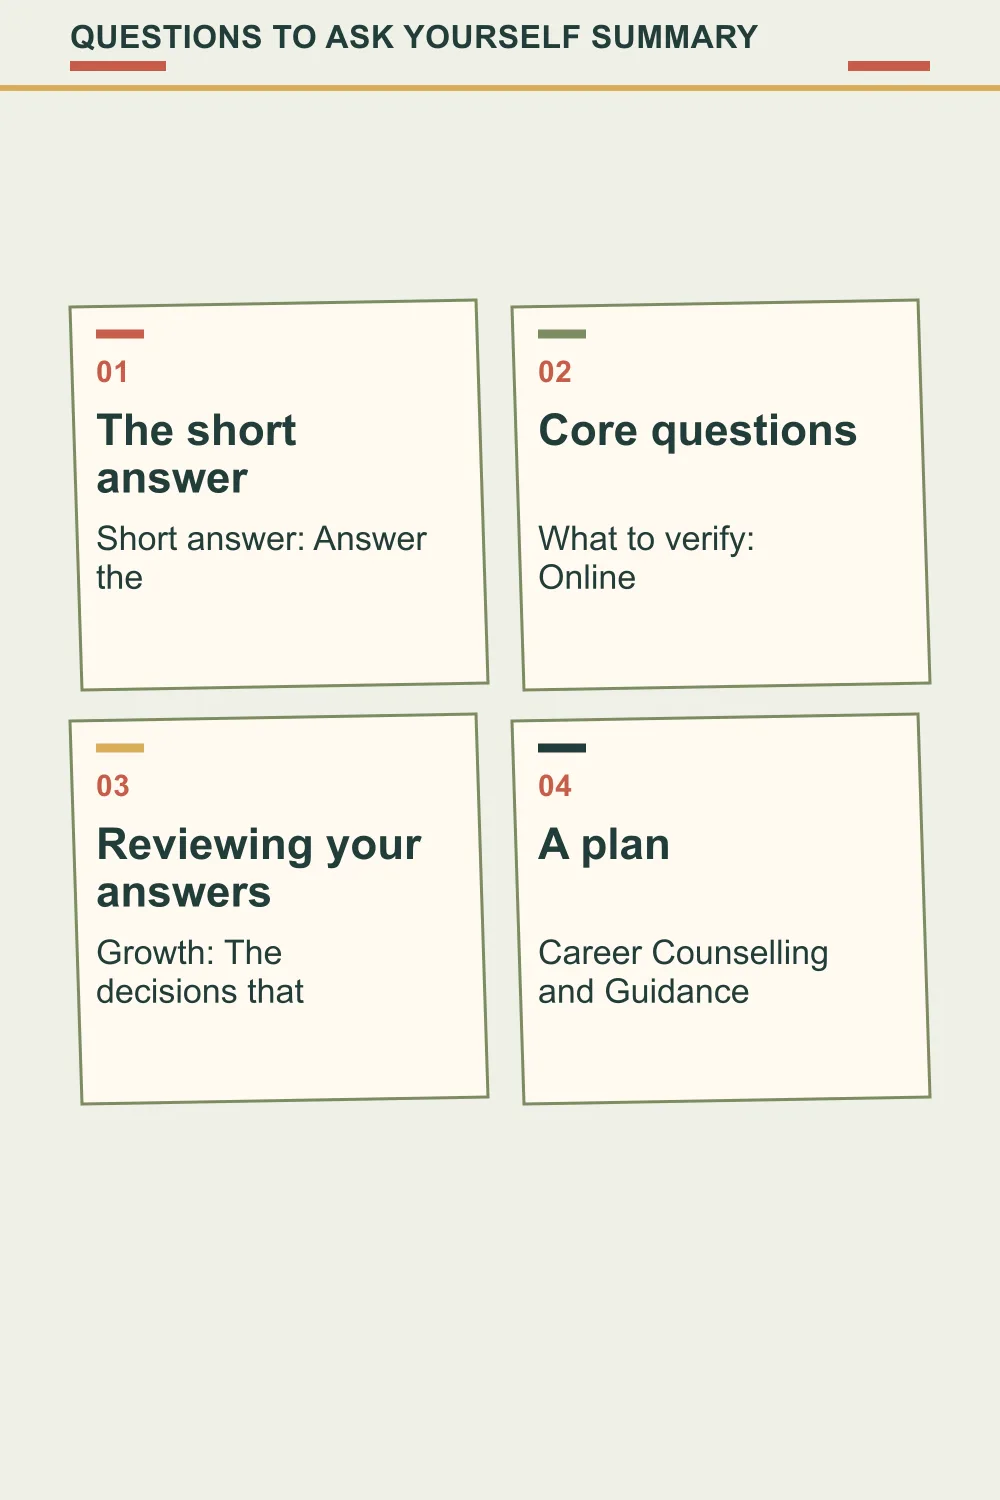 QUESTIONS TO ASK YOURSELF SUMMARY
01
The short
answer
Short answer: Answer
the
02
Core questions
What to verify:
Online
03
Reviewing your
answers
Growth: The
decisions that
04
A plan
Career Counselling
and Guidance